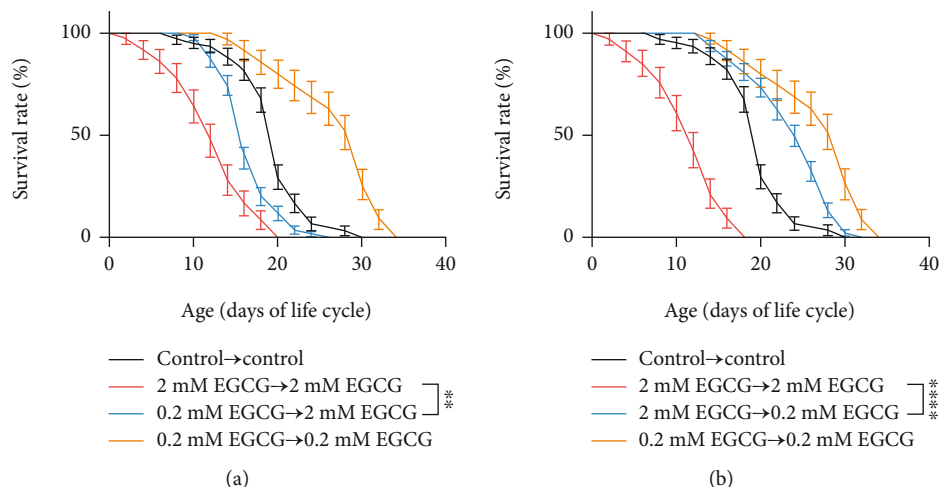 Survival rate (%)
100
50
0
0 10 20 30 40
Age (days of life cycle)
Control→control
2 mM EGCG→2 mM EGCG
0.2 mM EGCG→2 mM EGCG
**
0.2 mM EGCG→0.2 mM EGCG
(a)
Survival rate (%)
100
50
0
0 10 20 30 40
Age (days of life cycle)
Control→control
2 mM EGCG→2 mM EGCG
2 mM EGCG→0.2 mM EGCG
****
0.2 mM EGCG→0.2 mM EGCG
(b)